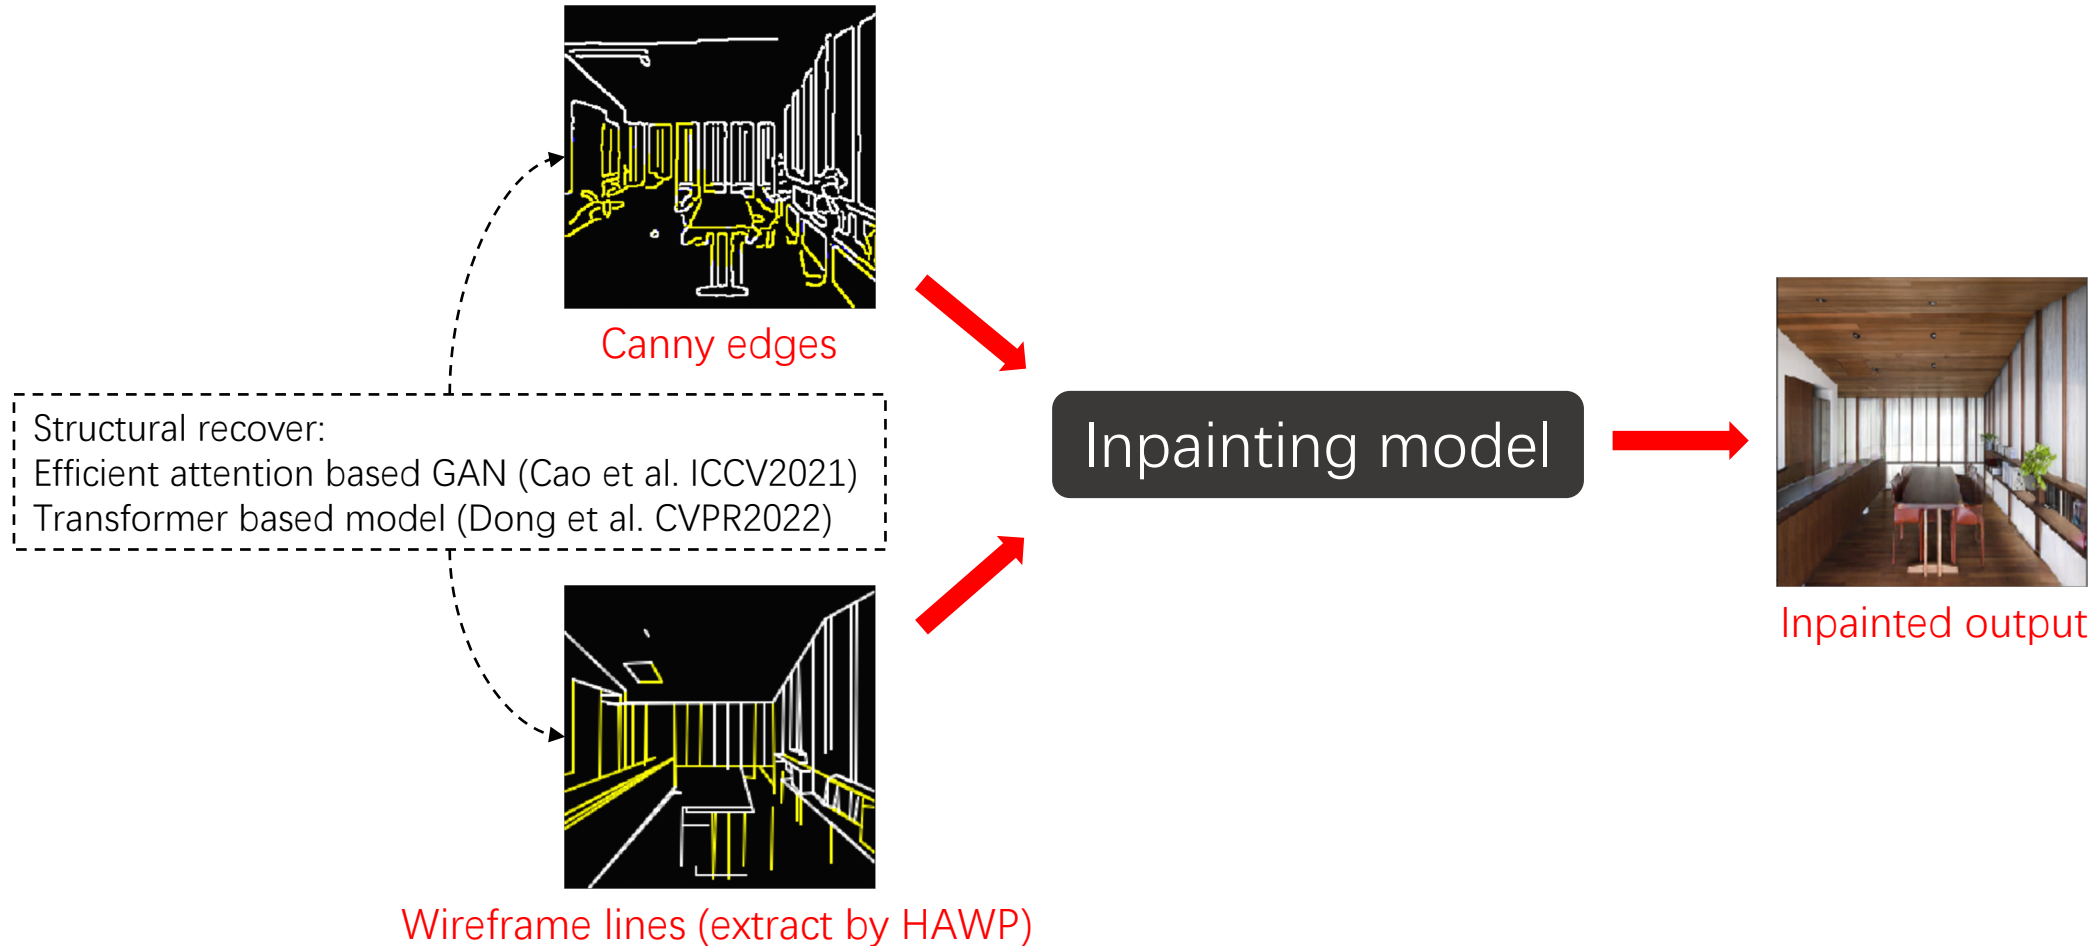 Canny edges
Structural recover:
Efficient attention based GAN (Cao et al. ICCV2021)
Transformer based model (Dong et al. CVPR2022)
Inpainting model
Inpainted output
Wireframe lines (extract by HAWP)